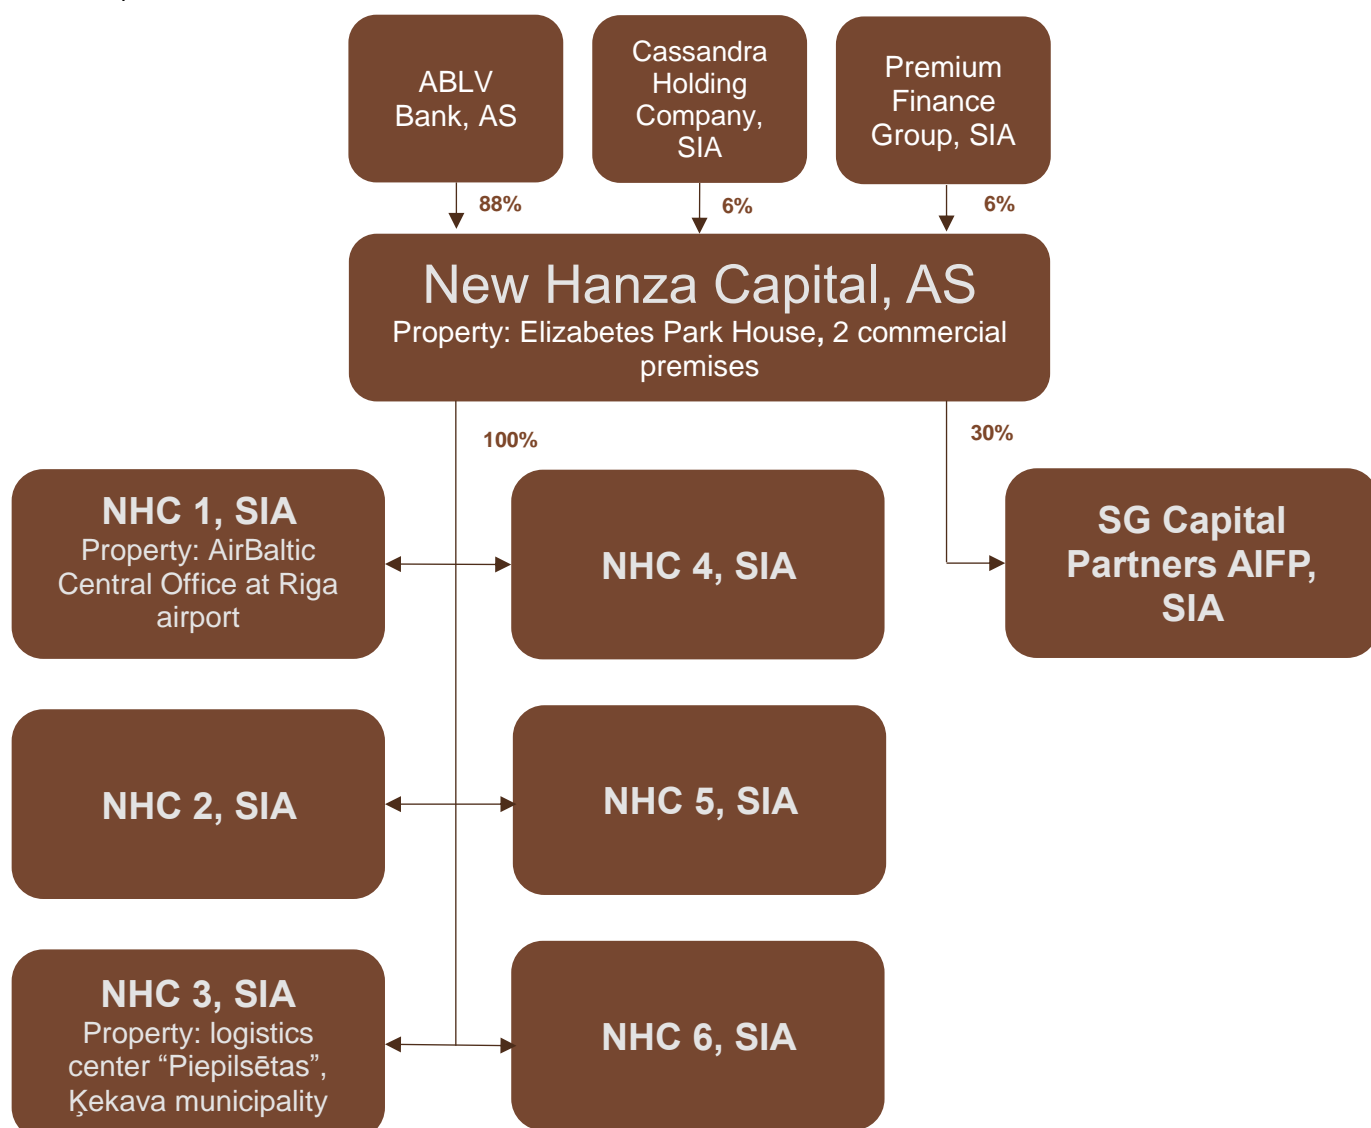 ABLV
Bank, AS
Cassandra
Holding
Company,
SIA
Premium
Finance
Group, SIA
88%
6%
6%
New Hanza Capital, AS
Property: Elizabetes Park House, 2 commercial
premises
100%
30%
NHC 1, SIA
Property: AirBaltic
Central Office at Riga
airport
NHC 4, SIA
SG Capital
Partners AIFP,
SIA
NHC 2, SIA
NHC 5, SIA
NHC 3, SIA
Property: logistics
center “Piepilsētas”,
Ķekava municipality
NHC 6, SIA